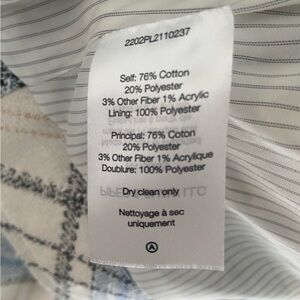 2202PL2110237
Self: 76% Cotton
20% Polyester
3% Other Fiber 1% Acrylic
Lining: 100% Polyester
Principal: 76% Coton
20% Polyester
3% Other Fiber 1% Acrylique
Doublure: 100% Polyester
Dry clean only
Nettoyage à sec
uniquement
A